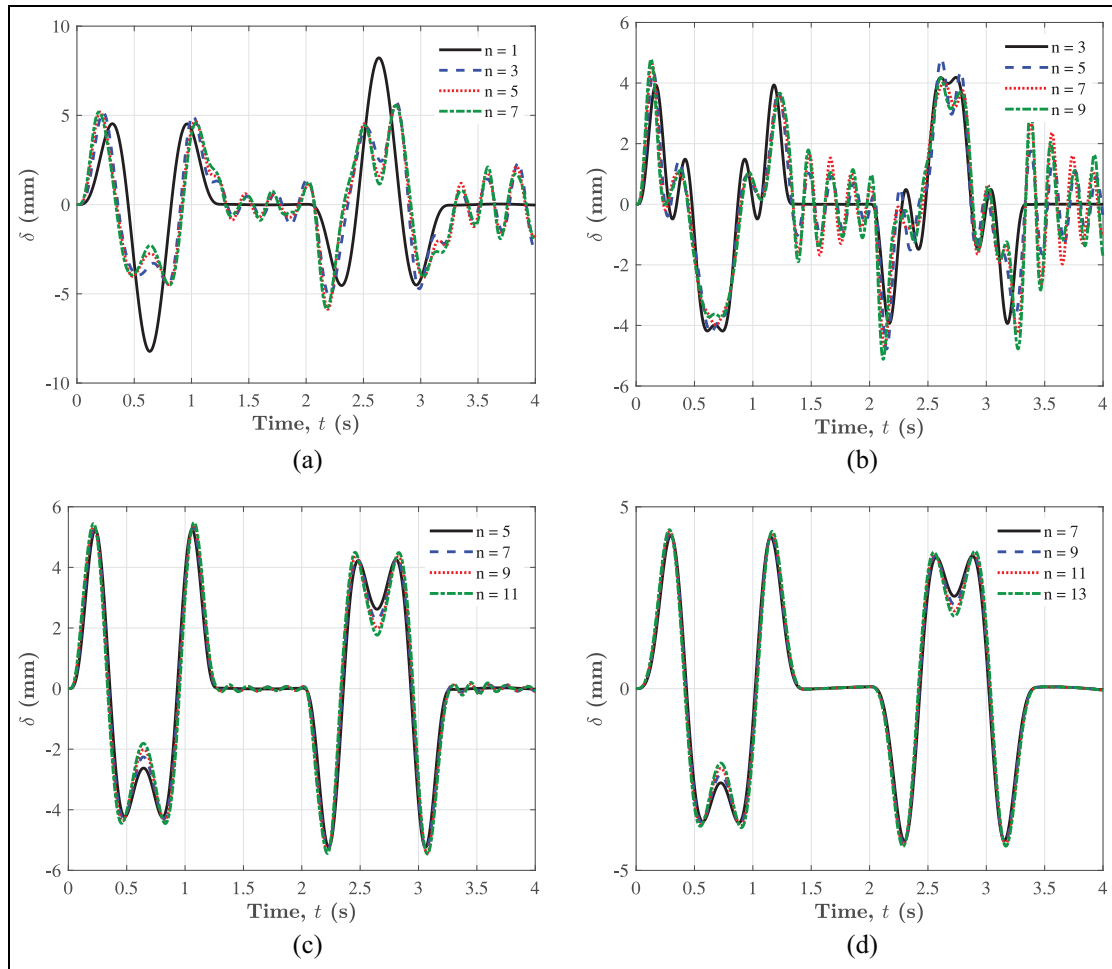 10
5
0
-5
-10
δ (mm)
n = 1
n = 3
n = 5
n = 7
0 0.5 1 1.5 2 2.5 3 3.5 4
Time, t (s)
(a)
6
4
2
0
-2
-4
-6
δ (mm)
n = 3
n = 5
n = 7
n = 9
0 0.5 1 1.5 2 2.5 3 3.5 4
Time, t (s)
(b)
6
4
2
0
-2
-4
-6
δ (mm)
n = 5
n = 7
n = 9
n = 11
0 0.5 1 1.5 2 2.5 3 3.5 4
Time, t (s)
(c)
5
0
-5
δ (mm)
n = 7
n = 9
n = 11
n = 13
0 0.5 1 1.5 2 2.5 3 3.5 4
Time, t (s)
(d)